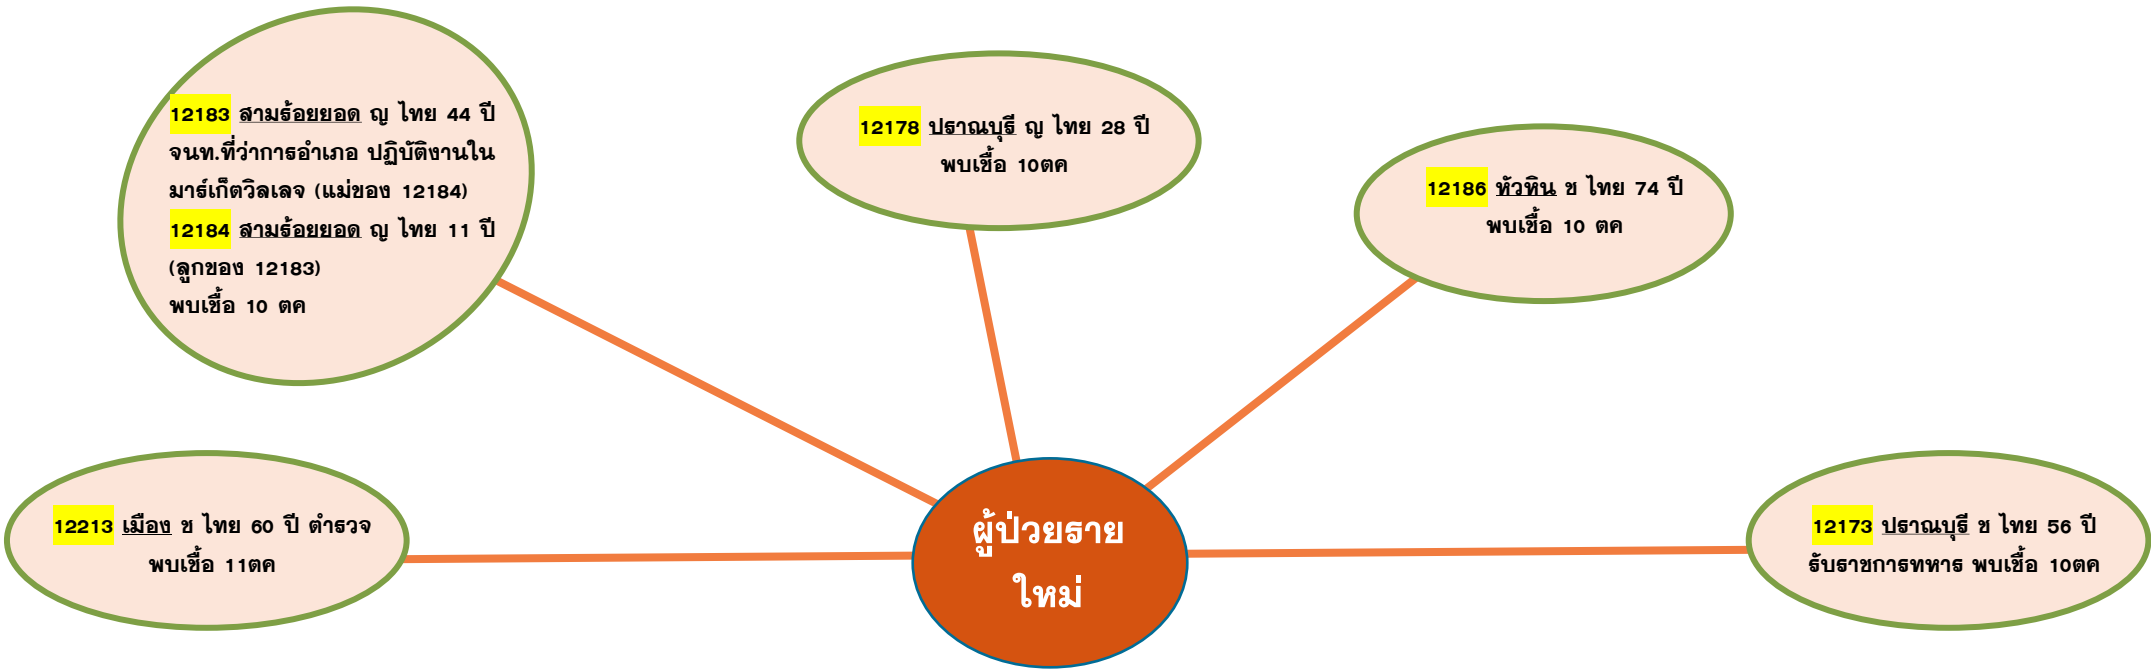 12183 สามร้อยยอด ญ ไทย 44 ปี
จนท.ที่ว่าการอำเภอ ปฏิบัติงานใน
มาร์เก็ตวิลเลจ (แม่ของ 12184)
12184 สามร้อยยอด ญ ไทย 11 ปี
(ลูกของ 12183)
พบเชื้อ 10 ตค
12178 ปราณบุรี ญ ไทย 28 ปี
พบเชื้อ 10ตค
12186 หัวหิน ช ไทย 74 ปี
พบเชื้อ 10 ตค
12213 เมือง ช ไทย 60 ปี ตำรวจ
พบเชื้อ 11ตค
ผู้ป่วยราย
ใหม่
12173 ปราณบุรี ช ไทย 56 ปี
รับราชการทหาร พบเชื้อ 10ตค